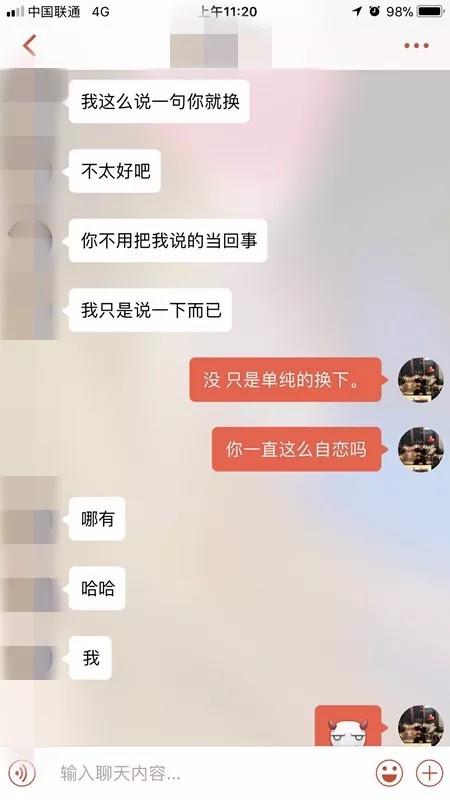 中国联通 4G 上午11:20 98%
我这么说一句你就换
不太好吧
你不用把我说的当回事
我只是说一下而已
没 只是单纯的换下。
你一直这么自恋吗
哪有
哈哈
我
输入聊天内容...